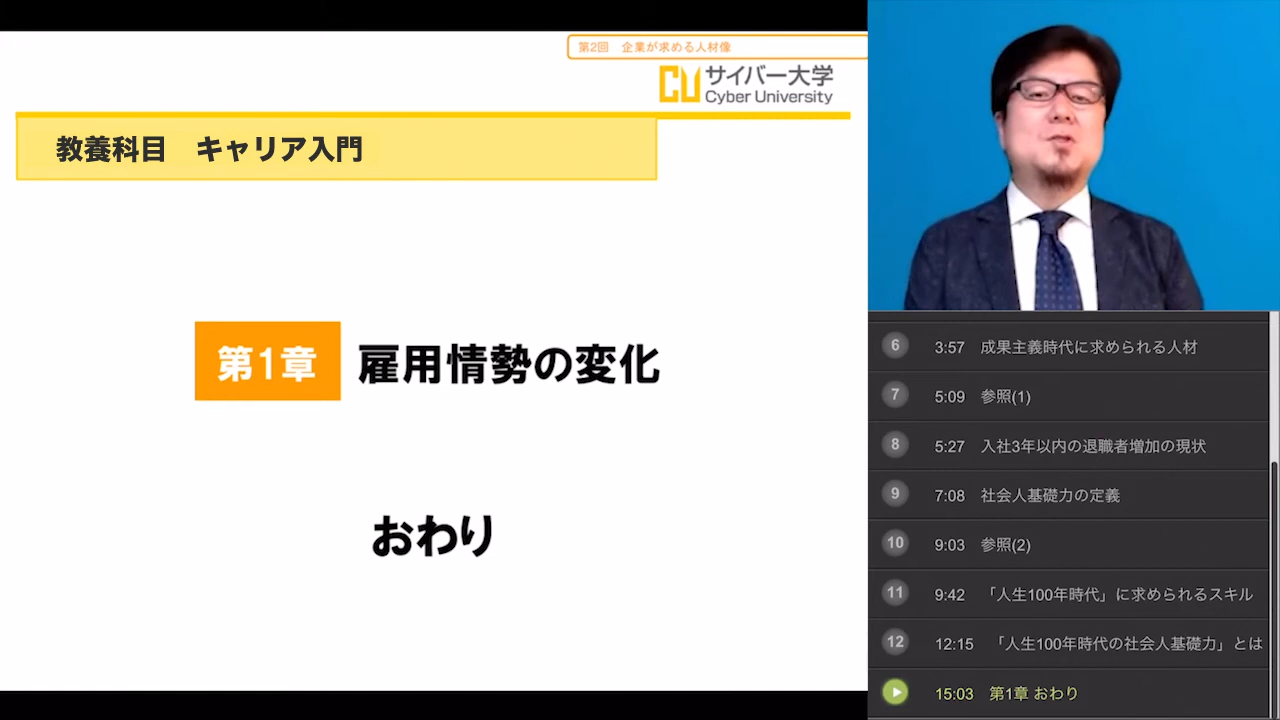 第2回 企業が求める人材像
CU サイバー大学
Cyber University
教養科目 キャリア入門
第1章 雇用情勢の変化
おわり
6 3:57 成果主義時代に求められる人材
7 5:09 参照(1)
8 5:27 入社3年以内の退職者増加の現状
9 7:08 社会人基礎力の定義
10 9:03 参照(2)
11 9:42 「人生100年時代」に求められるスキル
12 12:15 「人生100年時代の社会人基礎力」とは
15:03 第1章 おわり